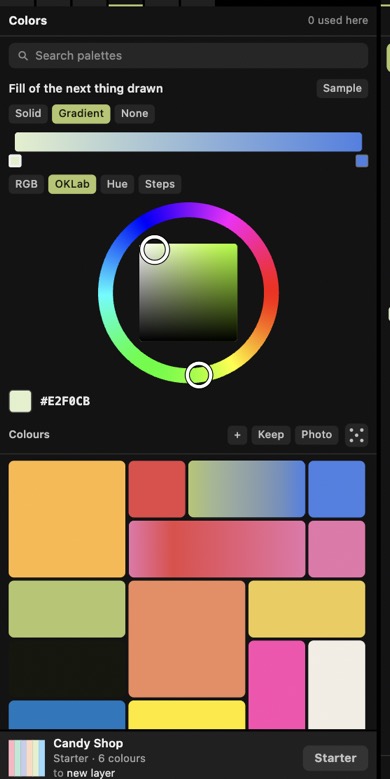 Colors 0 used here
Search palettes
Fill of the next thing drawn Sample
Solid Gradient None
RGB OKLab Hue Steps
#E2F0CB
Colours + Keep Photo
Candy Shop
Starter · 6 colours
to new layer
Starter